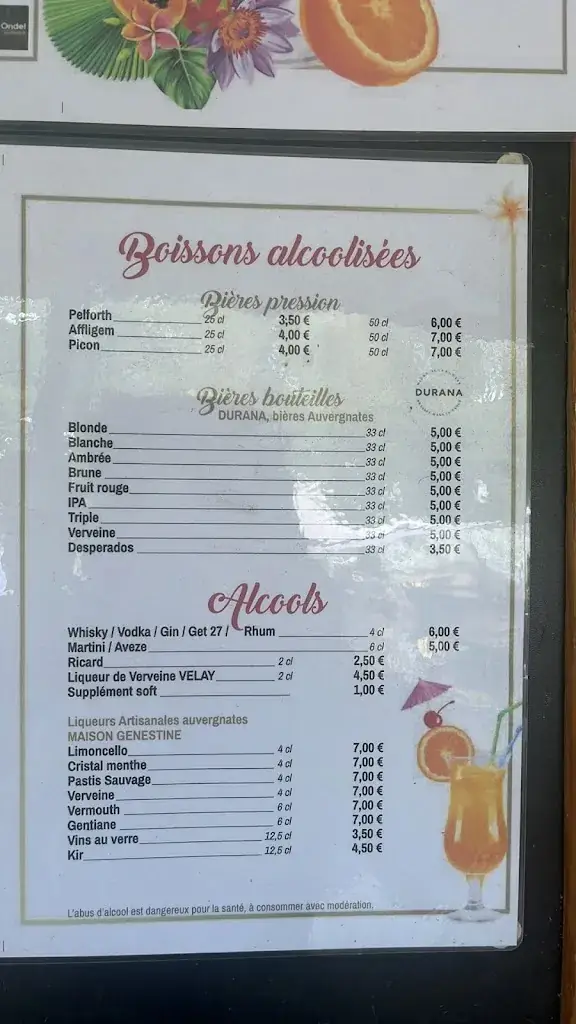 Ondel
Boissons alcoolisées
Bières pression
Pelforth 25 cl 3,50 € 50 cl 6,00 €
Affligem 25 cl 4,00 € 50 cl 7,00 €
Picon 25 cl 4,00 € 50 cl 7,00 €
Bières bouteilles
DURANA
DURANA, bières Auvergnates
Blonde 33 cl 5,00 €
Blanche 33 cl 5,00 €
Ambrée 33 cl 5,00 €
Brune 33 cl 5,00 €
Fruit rouge 33 cl 5,00 €
IPA 33 cl 5,00 €
Triple 33 cl 5,00 €
Verveine 33 cl 5,00 €
Desperados 33 cl 3,50 €
Alcools
Whisky / Vodka / Gin / Get 27 / Rhum 4 cl 6,00 €
Martini / Aveze 6 cl 5,00 €
Ricard 2 cl 2,50 €
Liqueur de Verveine VELAY 2 cl 4,50 €
Supplément soft 1,00 €
Liqueurs Artisanales auvergnates
MAISON GENESTINE
Limoncello 4 cl 7,00 €
Cristal menthe 4 cl 7,00 €
Pastis Sauvage 4 cl 7,00 €
Verveine 4 cl 7,00 €
Vermouth 6 cl 7,00 €
Gentiane 6 cl 7,00 €
Vins au verre 12,5 cl 3,50 €
Kir 12,5 cl 4,50 €
L'abus d'alcool est dangereux pour la santé, à consommer avec modération.